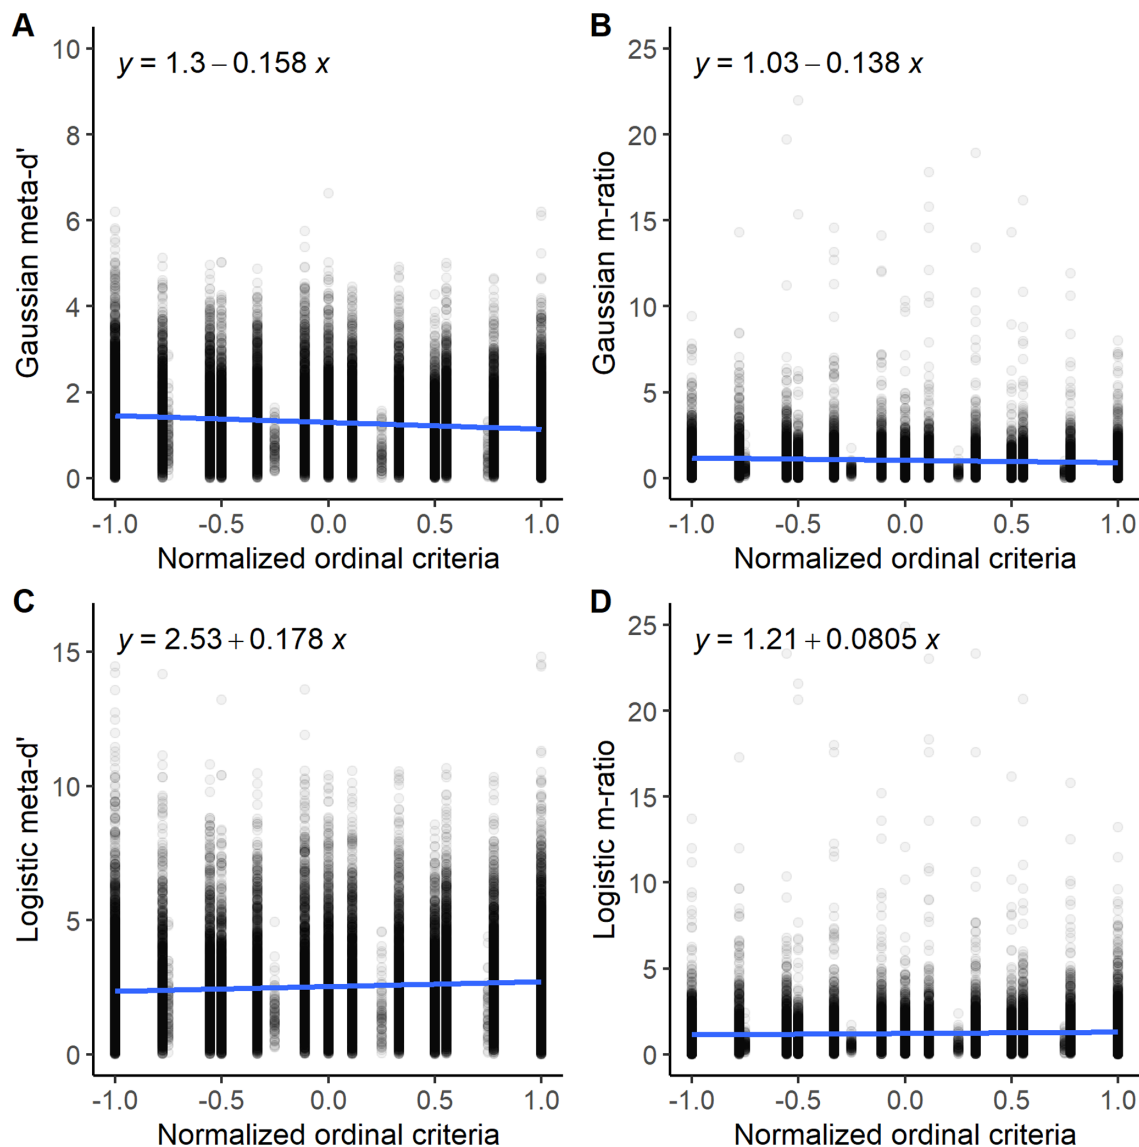 A
y = 1.3 − 0.158 x
Gaussian meta-d'
10
8
6
4
2
0
-1.0 -0.5 0.0 0.5 1.0
Normalized ordinal criteria
B
y = 1.03 − 0.138 x
Gaussian m-ratio
25
20
15
10
5
0
-1.0 -0.5 0.0 0.5 1.0
Normalized ordinal criteria
C
y = 2.53 + 0.178 x
Logistic meta-d'
15
10
5
0
-1.0 -0.5 0.0 0.5 1.0
Normalized ordinal criteria
D
y = 1.21 + 0.0805 x
Logistic m-ratio
25
20
15
10
5
0
-1.0 -0.5 0.0 0.5 1.0
Normalized ordinal criteria